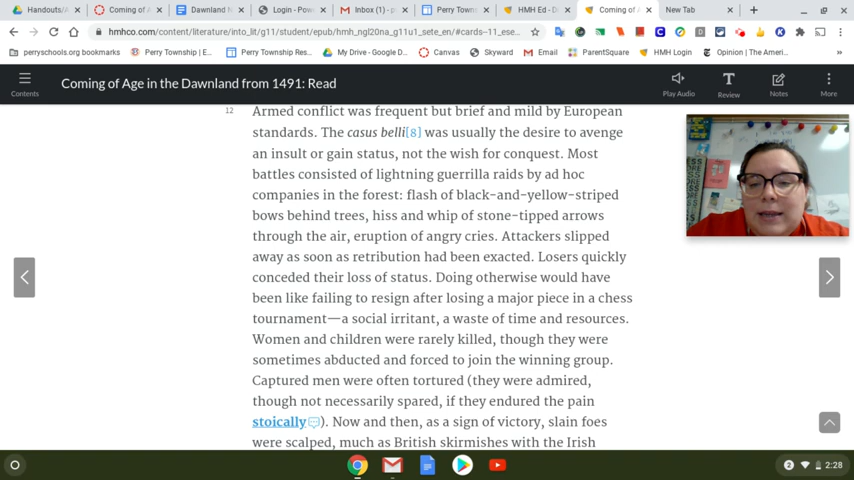 Handouts/A
Coming of A
Dawnland N
Login - Pow
Inbox (1) - p
Perry Town
HMH Ed - D
Coming of
New Tab
hmhco.com/content/literature/into_lit/g11/student/epub/hmh_ngl20na_g11u1_sete_en/#cards--11_ese
perryschools.org bookmarks
Perry Township | E
Perry Township Res
My Drive - Google D
Canvas
Skyward
Email
ParentSquare
HMH Login
Opinion | The Ameri
Coming of Age in the Dawnland from 1491: Read
Contents
Play Audio
Review
Notes
More
12 Armed conflict was frequent but brief and mild by European
standards. The casus belli[8] was usually the desire to avenge
an insult or gain status, not the wish for conquest. Most
battles consisted of lightning guerrilla raids by ad hoc
companies in the forest: flash of black-and-yellow-striped
bows behind trees, hiss and whip of stone-tipped arrows
through the air, eruption of angry cries. Attackers slipped
away as soon as retribution had been exacted. Losers quickly
conceded their loss of status. Doing otherwise would have
been like failing to resign after losing a major piece in a chess
tournament—a social irritant, a waste of time and resources.
Women and children were rarely killed, though they were
sometimes abducted and forced to join the winning group.
Captured men were often tortured (they were admired,
though not necessarily spared, if they endured the pain
stoically). Now and then, as a sign of victory, slain foes
were scalped, much as British skirmishes with the Irish
2
2:28